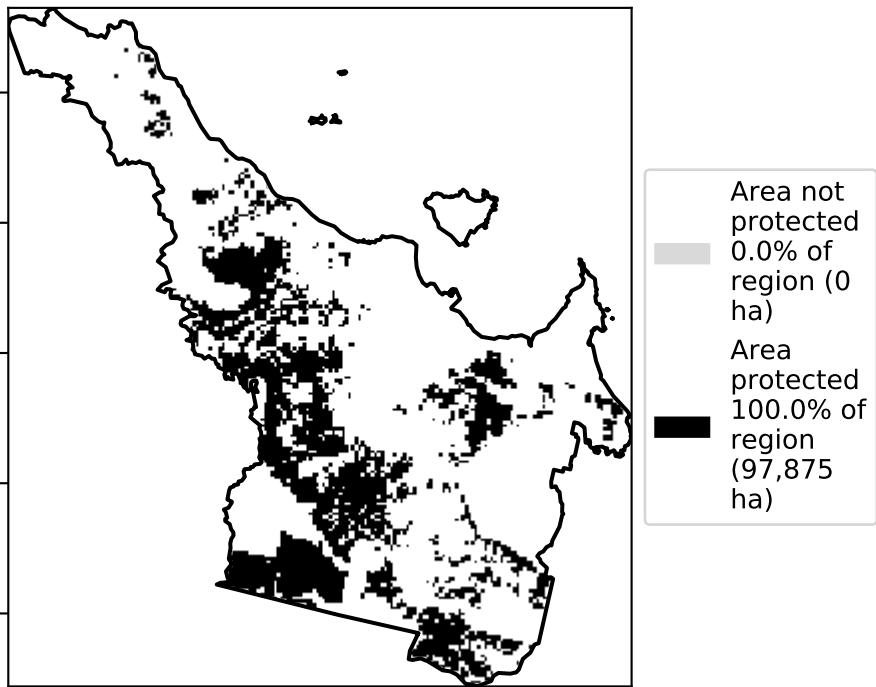 Area not
protected
0.0% of
region (0
ha)
Area
protected
100.0% of
region
(97,875
ha)